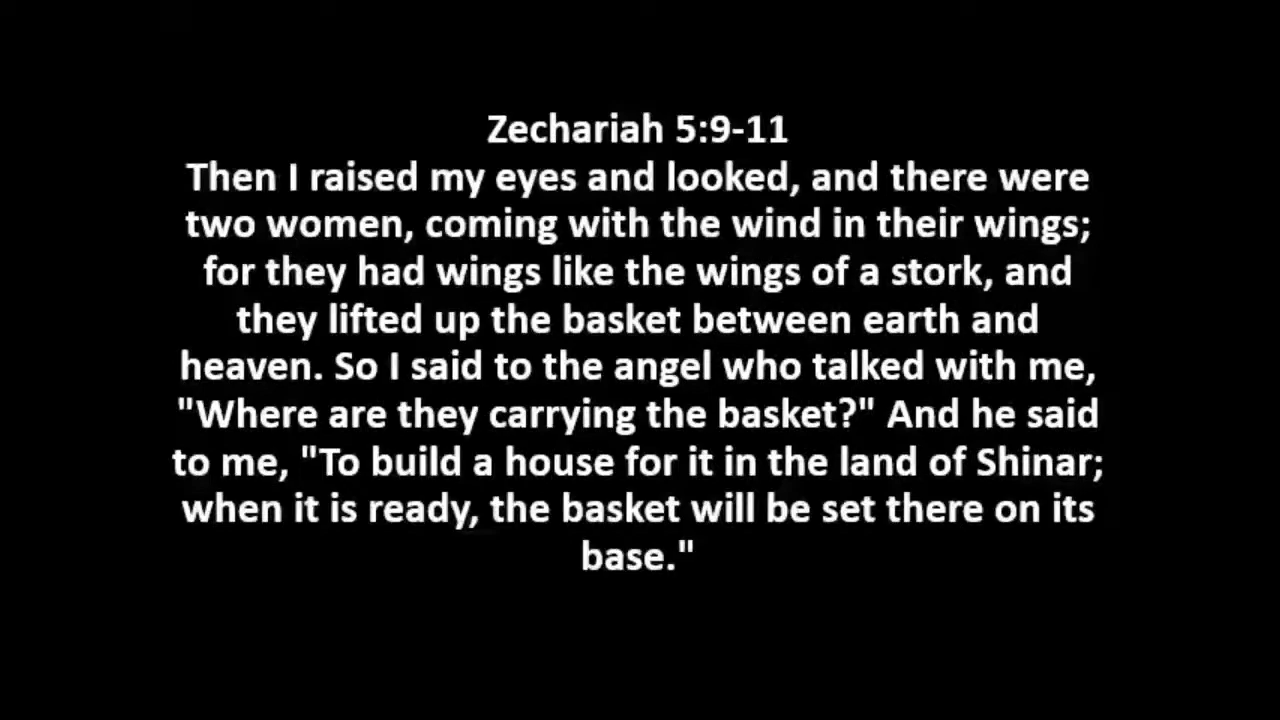 Zechariah 5:9-11
Then I raised my eyes and looked, and there were
two women, coming with the wind in their wings;
for they had wings like the wings of a stork, and
they lifted up the basket between earth and
heaven. So I said to the angel who talked with me,
"Where are they carrying the basket?" And he said
to me, "To build a house for it in the land of Shinar;
when it is ready, the basket will be set there on its
base."